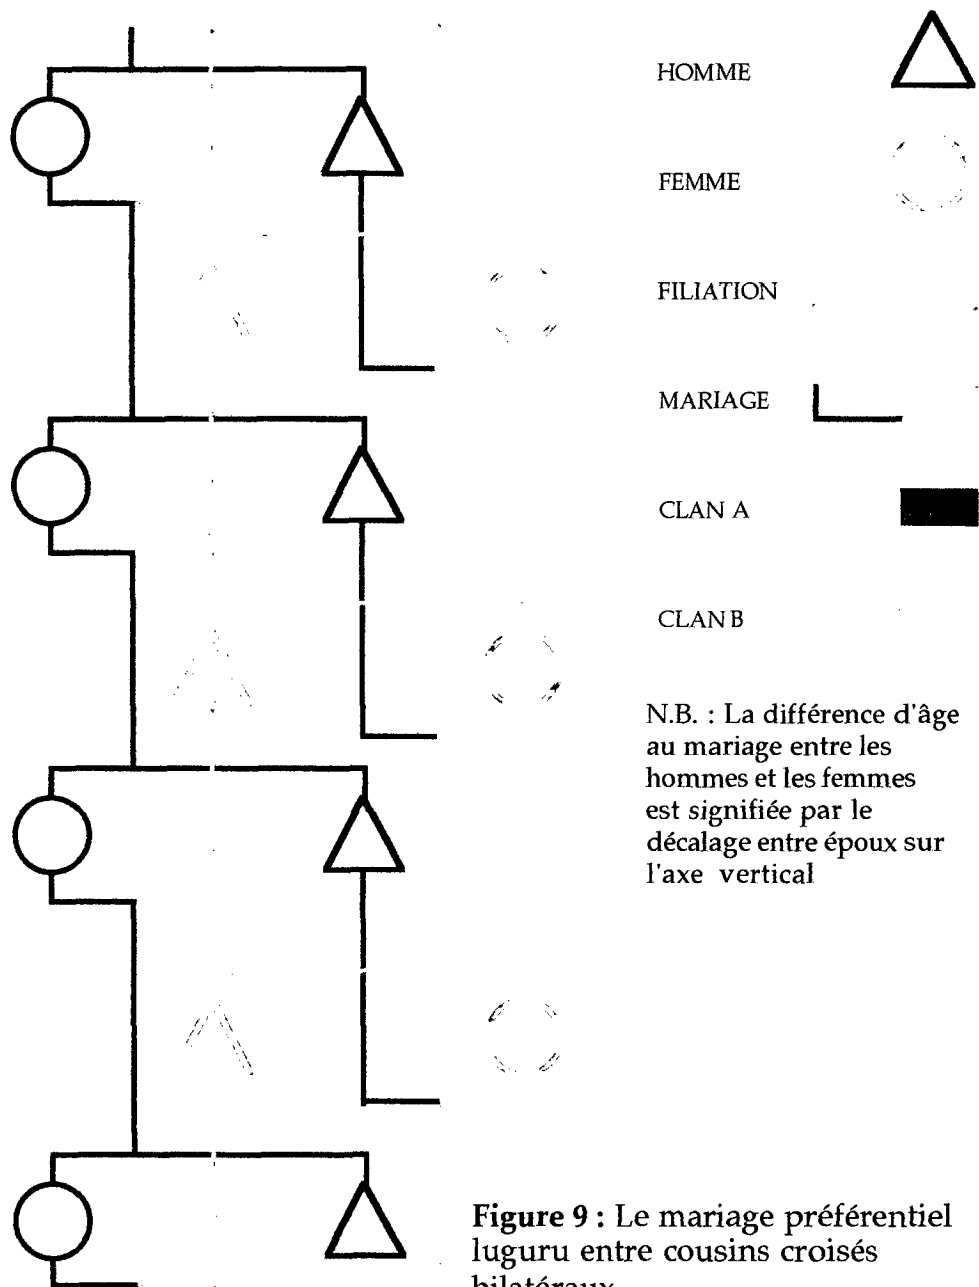 HOMME
FEMME
FILIATION
MARIAGE
CLAN A
CLAN B
N.B. : La différence d'âge
au mariage entre les
hommes et les femmes
est signifiée par le
décalage entre époux sur
l'axe vertical
Figure 9 : Le mariage préférentiel
luguru entre cousins croisés
bilatéraux